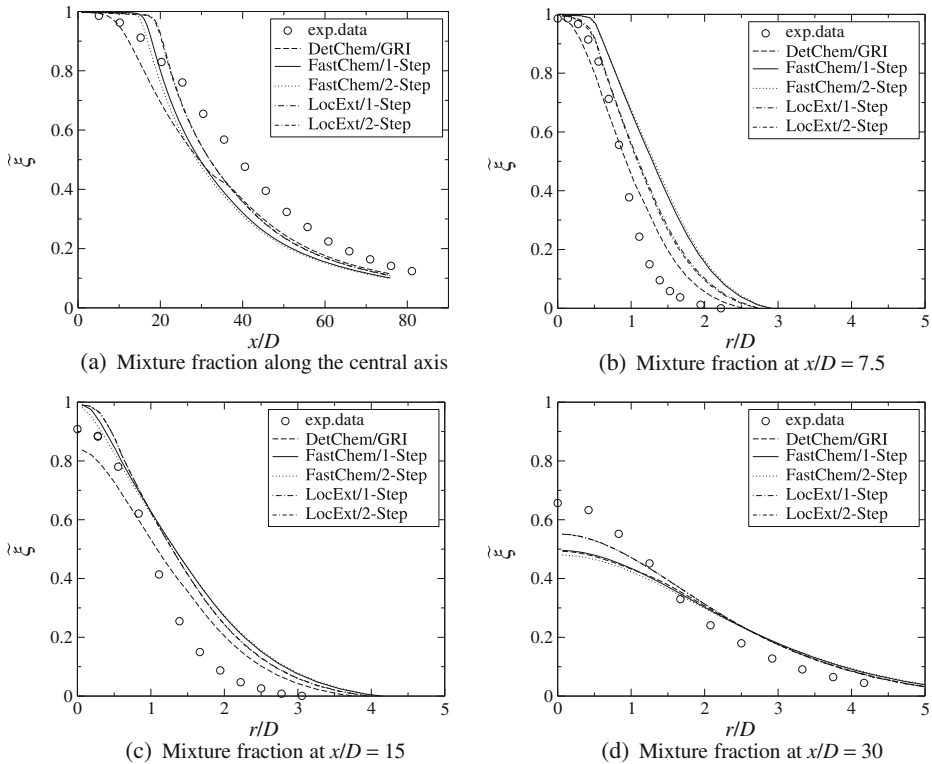 1
0.8
0.6
0.4
0.2
0
ξ̃
exp.data
DetChem/GRI
FastChem/1-Step
FastChem/2-Step
LocExt/1-Step
LocExt/2-Step
0 20 40 60 80
x/D
(a) Mixture fraction along the central axis
1
0.8
0.6
0.4
0.2
0
ξ̃
exp.data
DetChem/GRI
FastChem/1-Step
FastChem/2-Step
LocExt/1-Step
LocExt/2-Step
0 1 2 3 4 5
r/D
(b) Mixture fraction at x/D = 7.5
1
0.8
0.6
0.4
0.2
0
ξ̃
exp.data
DetChem/GRI
FastChem/1-Step
FastChem/2-Step
LocExt/1-Step
LocExt/2-Step
0 1 2 3 4 5
r/D
(c) Mixture fraction at x/D = 15
1
0.8
0.6
0.4
0.2
0
ξ̃
exp.data
DetChem/GRI
FastChem/1-Step
FastChem/2-Step
LocExt/1-Step
LocExt/2-Step
0 1 2 3 4 5
r/D
(d) Mixture fraction at x/D = 30